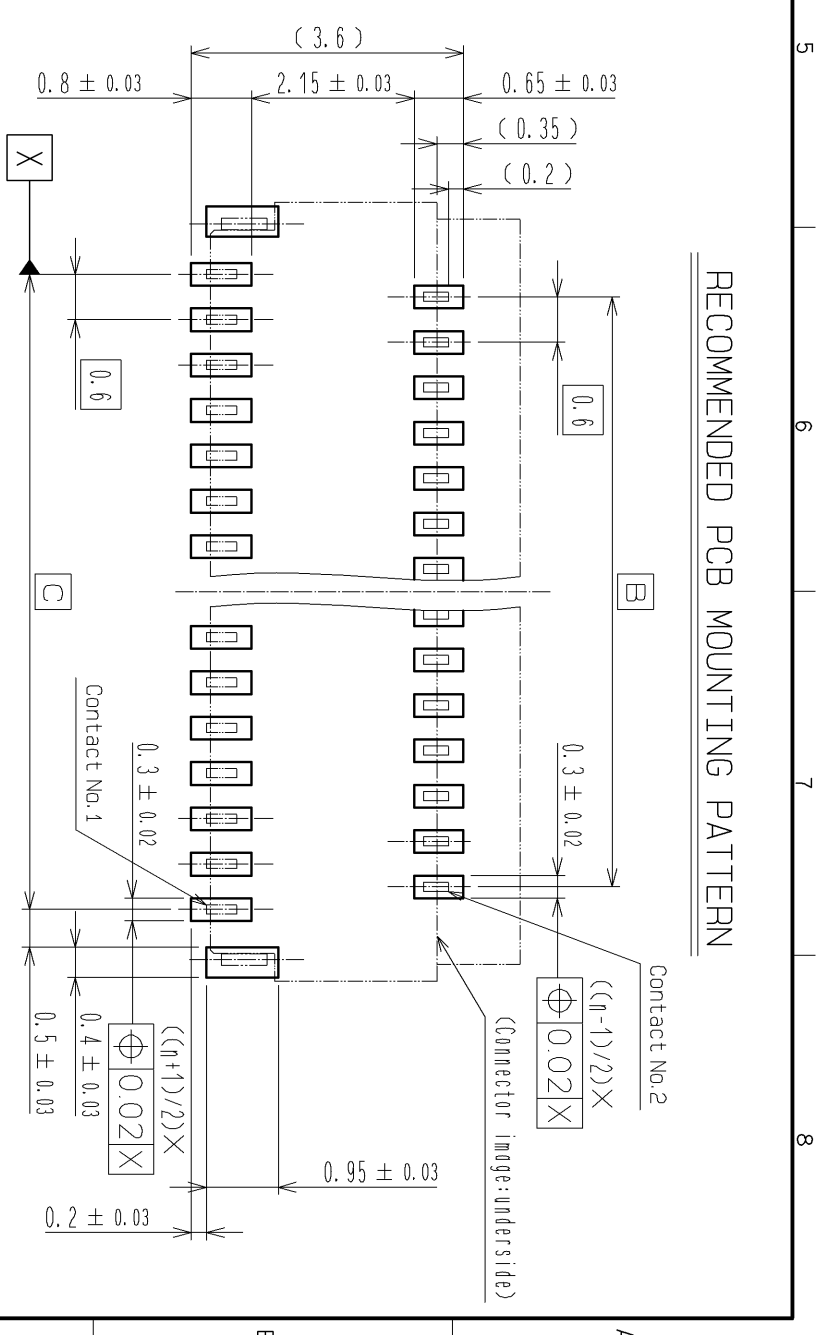 5
6
7
8
RECOMMENDED PCB MOUNTING PATTERN
(3.6)
0.8 ± 0.03
2.15 ± 0.03
0.65 ± 0.03
(0.35)
(0.2)
X
0.6
0.6
B
C
Contact No.1
0.3 ± 0.02
0.3 ± 0.02
Contact No.2
((n-1)/2)X
⌖ 0.02 X
(Connector image:underside)
((n+1)/2)X
⌖ 0.02 X
0.4 ± 0.03
0.5 ± 0.03
0.95 ± 0.03
0.2 ± 0.03